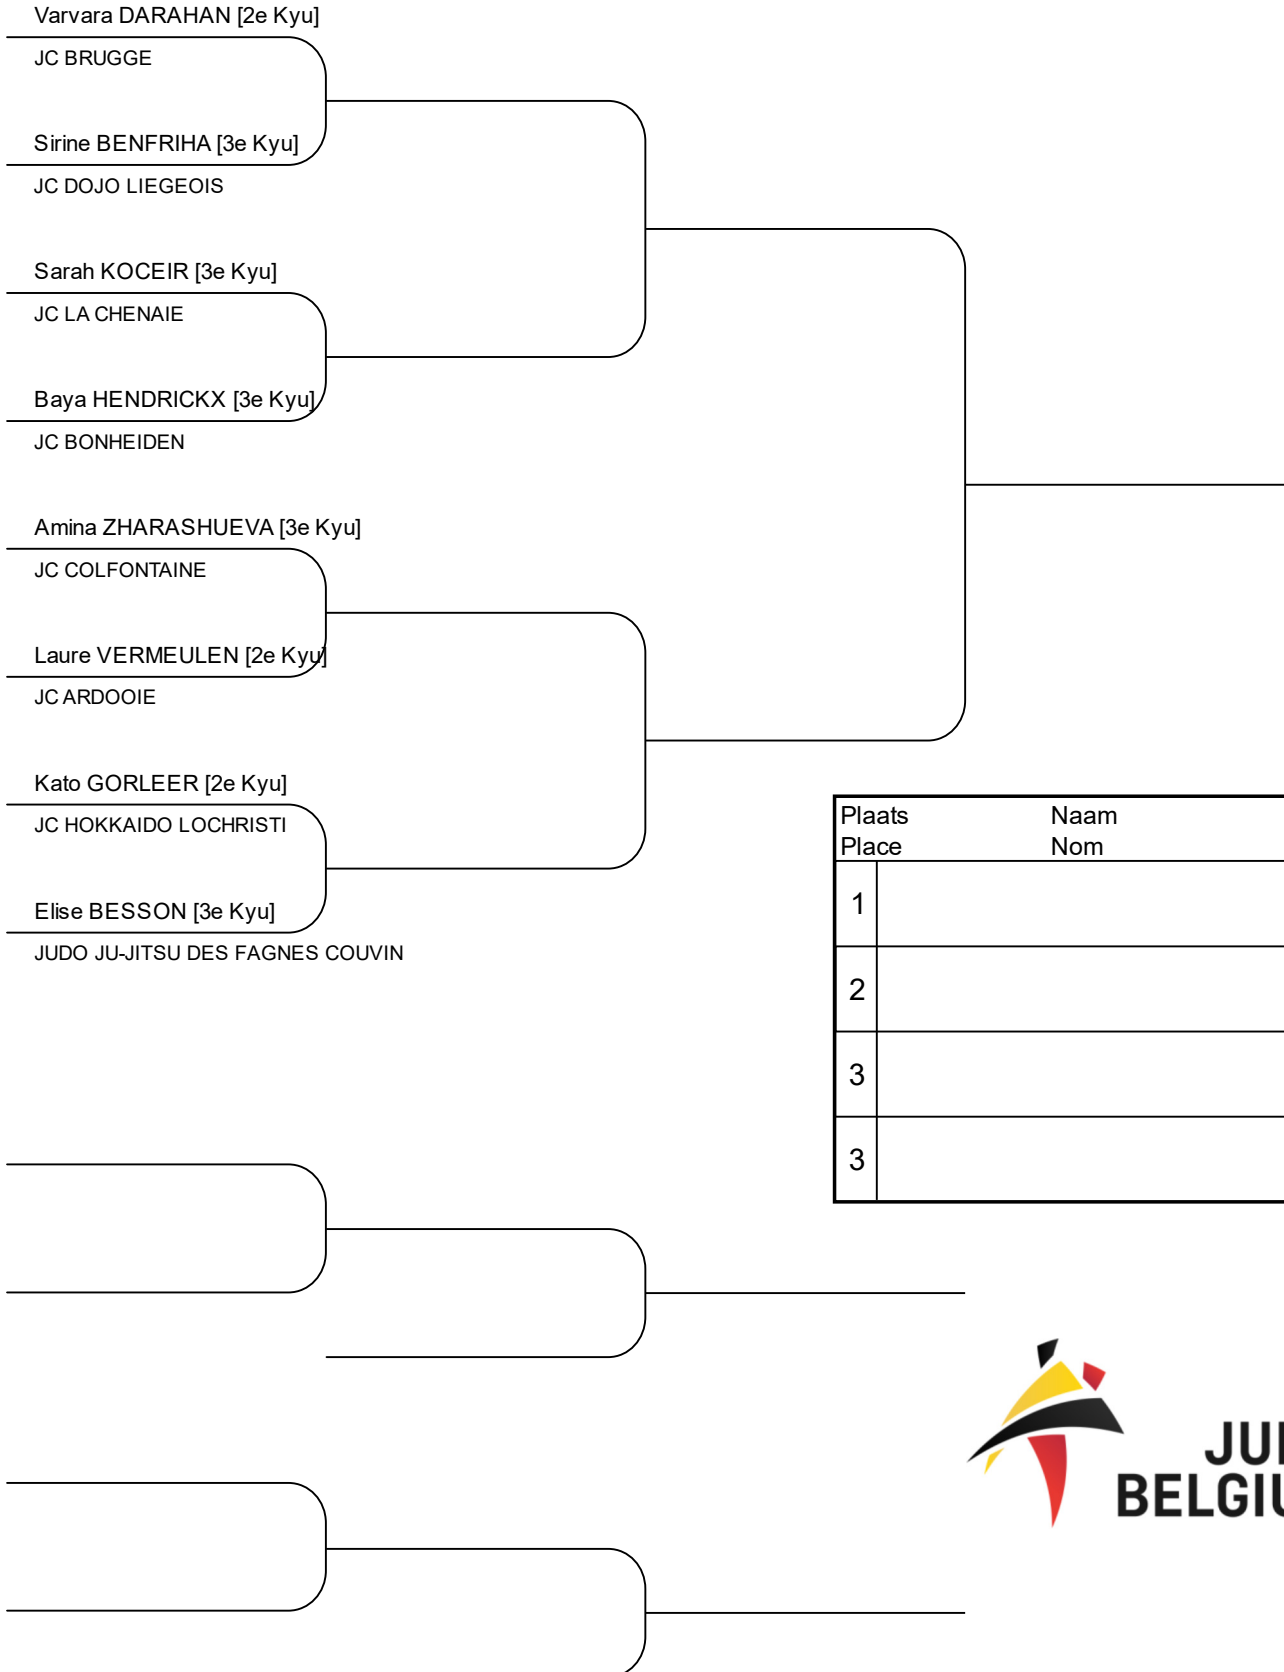 Varvara DARAHAN [2e Kyu]
JC BRUGGE
Sirine BENFRIHA [3e Kyu]
JC DOJO LIEGEOIS
Sarah KOCEIR [3e Kyu]
JC LA CHENAIE
Baya HENDRICKX [3e Kyu]
JC BONHEIDEN
Amina ZHARASHUEVA [3e Kyu]
JC COLFONTAINE
Laure VERMEULEN [2e Kyu]
JC ARDOOIE
Kato GORLEER [2e Kyu]
JC HOKKAIDO LOCHRISTI
Elise BESSON [3e Kyu]
JUDO JU-JITSU DES FAGNES COUVIN
Plaats Naam
Place Nom
1
2
3
3
JU
BELGIU